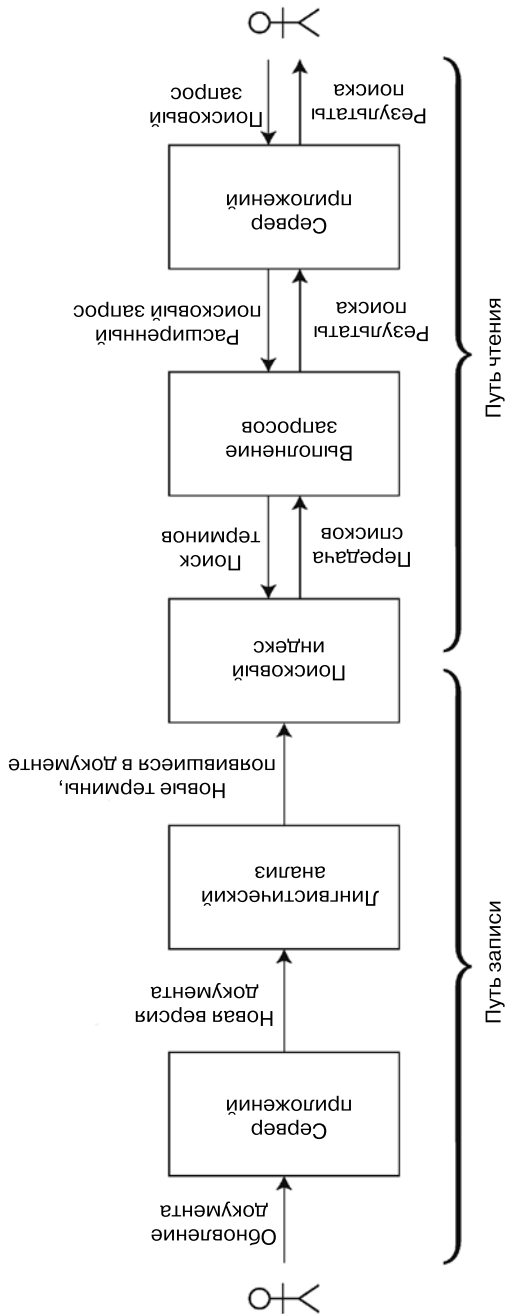 Обновление
документа
Сервер
приложений
Новая версия
документа
Лингвистический
анализ
Новые термины,
появившиеся в документе
Поисковый
индекс
Поиск
терминов
Передача
списков
Выполнение
запросов
Расширенный
поисковый запрос
Результаты
поиска
Сервер
приложений
Поисковый
запрос
Результаты
поиска
Путь записи
Путь чтения